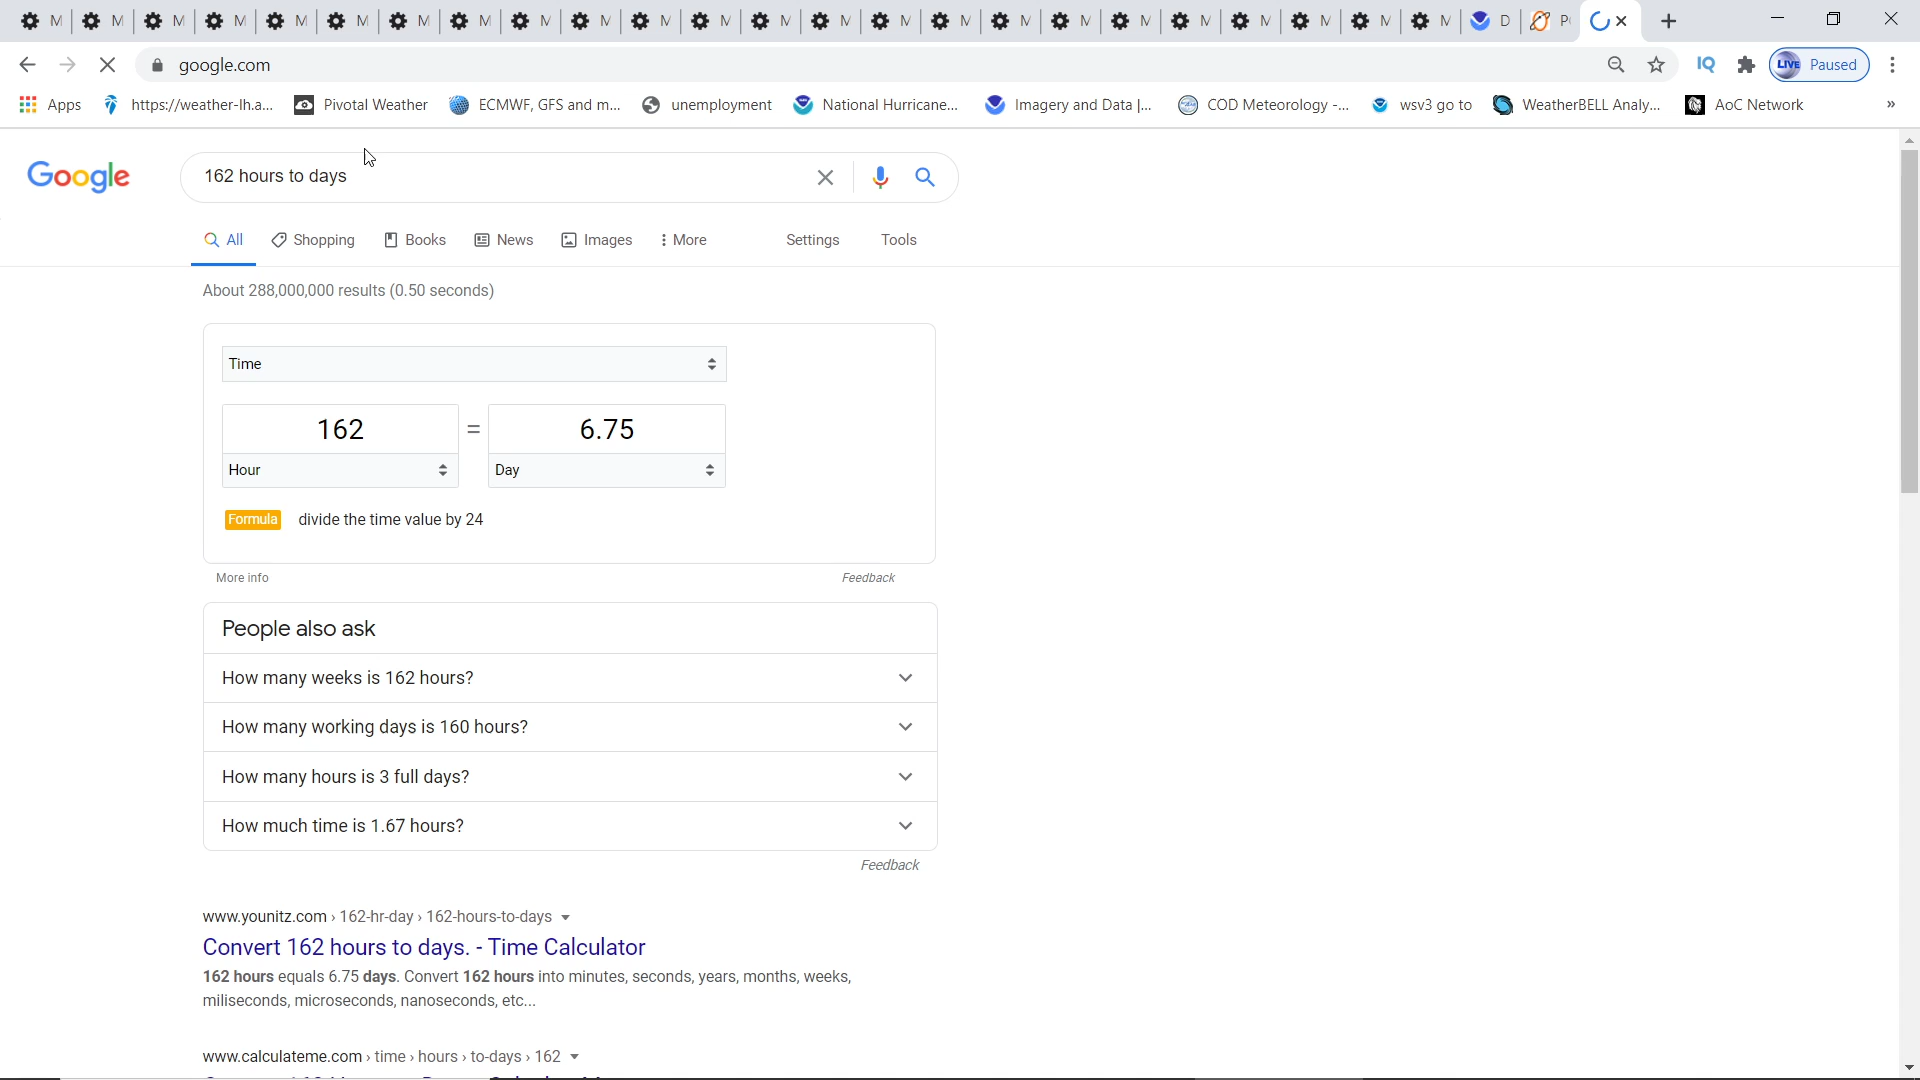 M M M M M M M M M M M M M M M M M M M M M M M M D P
google.com
IQ LIVE Paused
Apps https://weather-lh.a... Pivotal Weather ECMWF, GFS and m... unemployment National Hurricane... Imagery and Data |... COD Meteorology -... wsv3 go to WeatherBELL Analy... AoC Network »
Google 162 hours to days
All Shopping Books News Images More Settings Tools
About 288,000,000 results (0.50 seconds)
Time
162 = 6.75
Hour Day
Formula divide the time value by 24
More info Feedback
People also ask
How many weeks is 162 hours?
How many working days is 160 hours?
How many hours is 3 full days?
How much time is 1.67 hours?
Feedback
www.younitz.com › 162-hr-day › 162-hours-to-days
Convert 162 hours to days. - Time Calculator
162 hours equals 6.75 days. Convert 162 hours into minutes, seconds, years, months, weeks,
miliseconds, microseconds, nanoseconds, etc...
www.calculateme.com › time › hours › to-days › 162